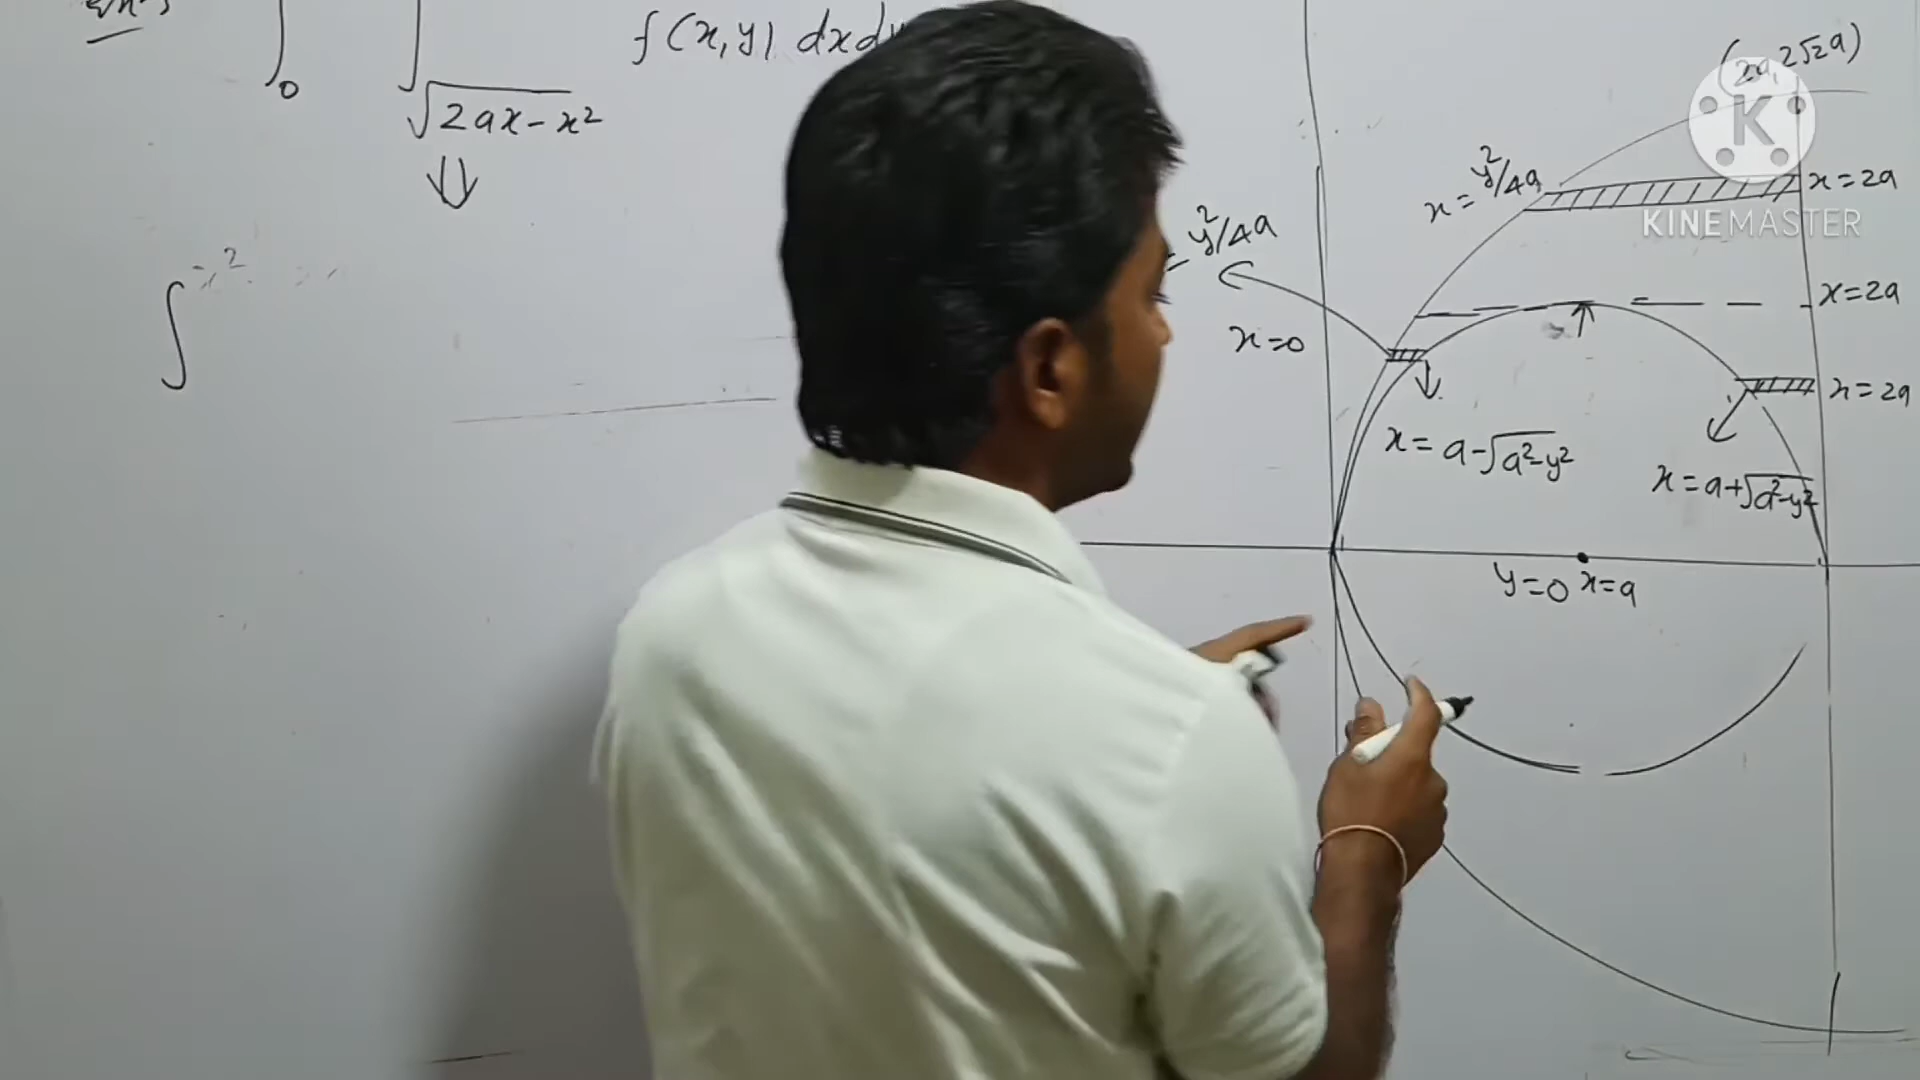 ∫₀ ∫ f(x,y) dxdy
√2ax-x²
⇓
∫
(2a, 2√2a)
K
KINEMASTER
x=y²/4a
x=2a
=y²/4a
x=2a
x=0
x=2a
x=a-√a²-y²
x=a+√a²-y²
y=0 x=a